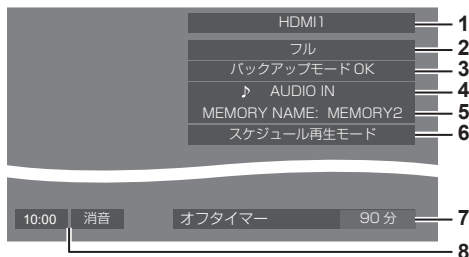 HDMI1 1
フル 2
バックアップモード OK 3
♪ AUDIO IN 4
MEMORY NAME: MEMORY2 5
スケジュール再生モード 6
10:00 消音 オフタイマー 90 分 7
8